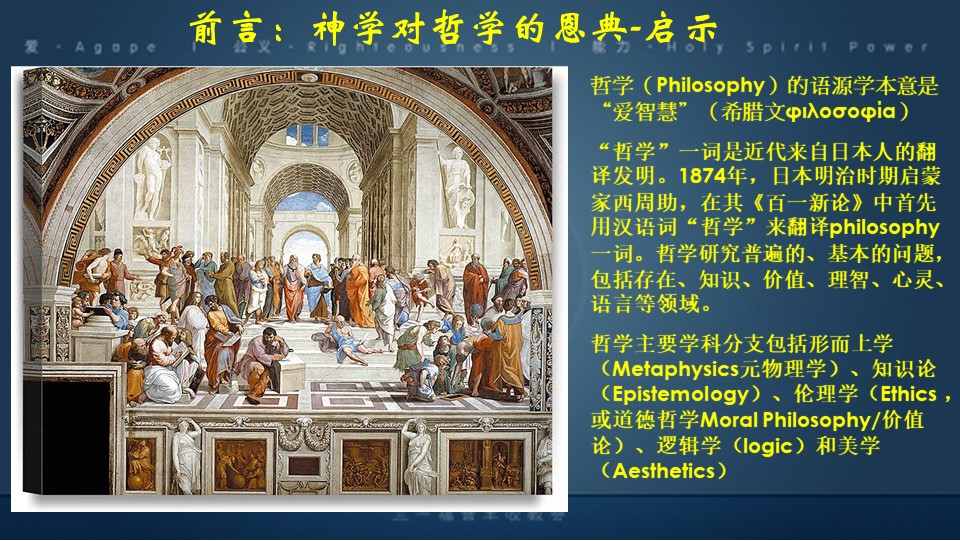 前言：神学对哲学的恩典-启示
爱 - Agape | 公义 - Righteousness | 能力 - Holy Spirit Power
哲学（Philosophy）的语源学本意是
“爱智慧”（希腊文φιλοσοφία）
“哲学”一词是近代来自日本人的翻
译发明。1874年，日本明治时期启蒙
家西周助，在其《百一新论》中首先
用汉语词“哲学”来翻译philosophy
一词。哲学研究普遍的、基本的问题，
包括存在、知识、价值、理智、心灵、
语言等领域。
哲学主要学科分支包括形而上学
（Metaphysics元物理学）、知识论
（Epistemology）、伦理学（Ethics，
或道德哲学Moral Philosophy/价值
论）、逻辑学（logic）和美学
（Aesthetics）
三一福音丰收教会